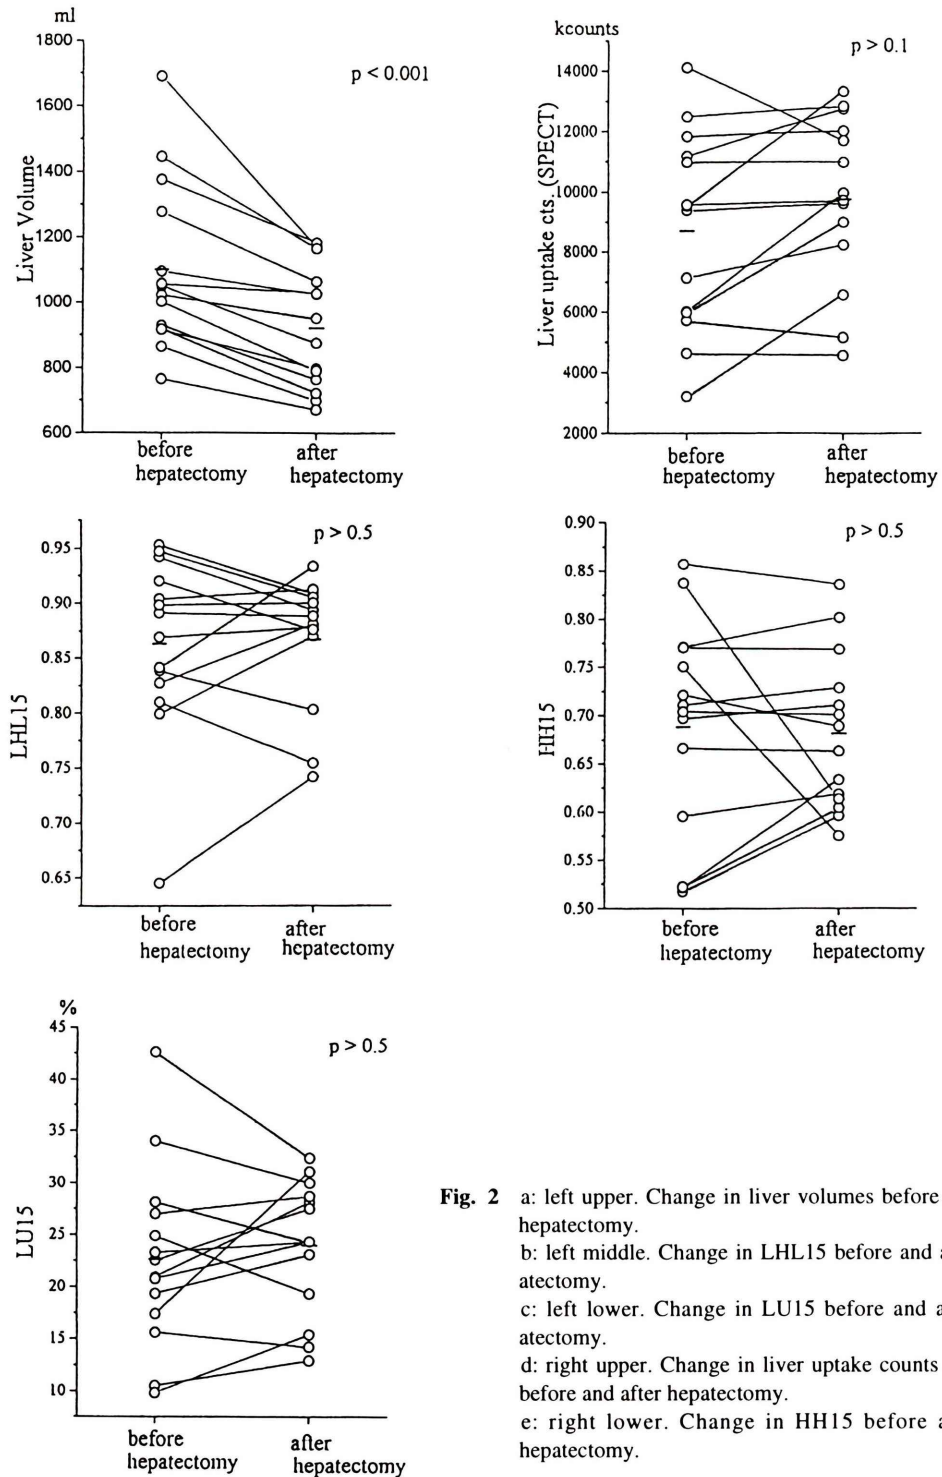 ml
1800
1600
1400
1200
1000
800
600
Liver Volume
p < 0.001
before
hepatectomy
after
hepatectomy
kcounts
14000
12000
10000
8000
6000
4000
2000
Liver uptake cts.(SPECT)
p > 0.1
before
hepatectomy
after
hepatectomy
0.95
0.90
0.85
0.80
0.75
0.70
0.65
LHL15
p > 0.5
before
hepatectomy
after
hepatectomy
0.90
0.85
0.80
0.75
0.70
0.65
0.60
0.55
0.50
HH15
p > 0.5
before
hepatectomy
after
hepatectomy
%
45
40
35
30
25
20
15
10
LU15
p > 0.5
before
hepatectomy
after
hepatectomy
Fig. 2 a: left upper. Change in liver volumes before
hepatectomy.
b: left middle. Change in LHL15 before and a
atectomy.
c: left lower. Change in LU15 before and a
atectomy.
d: right upper. Change in liver uptake counts
before and after hepatectomy.
e: right lower. Change in HH15 before a
hepatectomy.